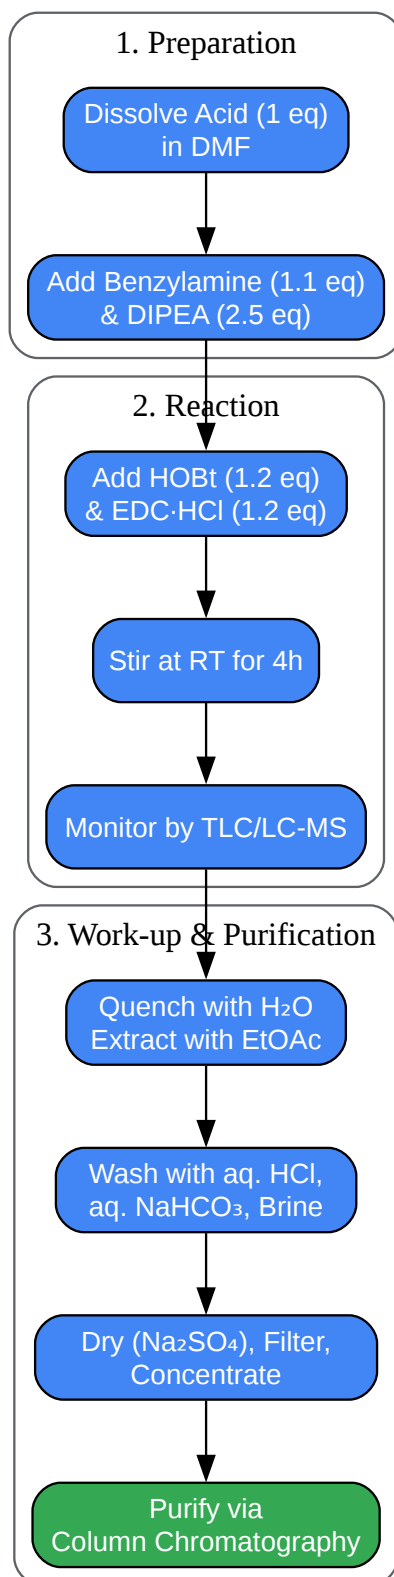 1. Preparation
Dissolve Acid (1 eq)
in DMF
Add Benzylamine (1.1 eq)
& DIPEA (2.5 eq)
2. Reaction
Add HOBt (1.2 eq)
& EDC·HCl (1.2 eq)
Stir at RT for 4h
Monitor by TLC/LC-MS
3. Work-up & Purification
Quench with H₂O
Extract with EtOAc
Wash with aq. HCl,
aq. NaHCO₃, Brine
Dry (Na₂SO₄), Filter,
Concentrate
Purify via
Column Chromatography